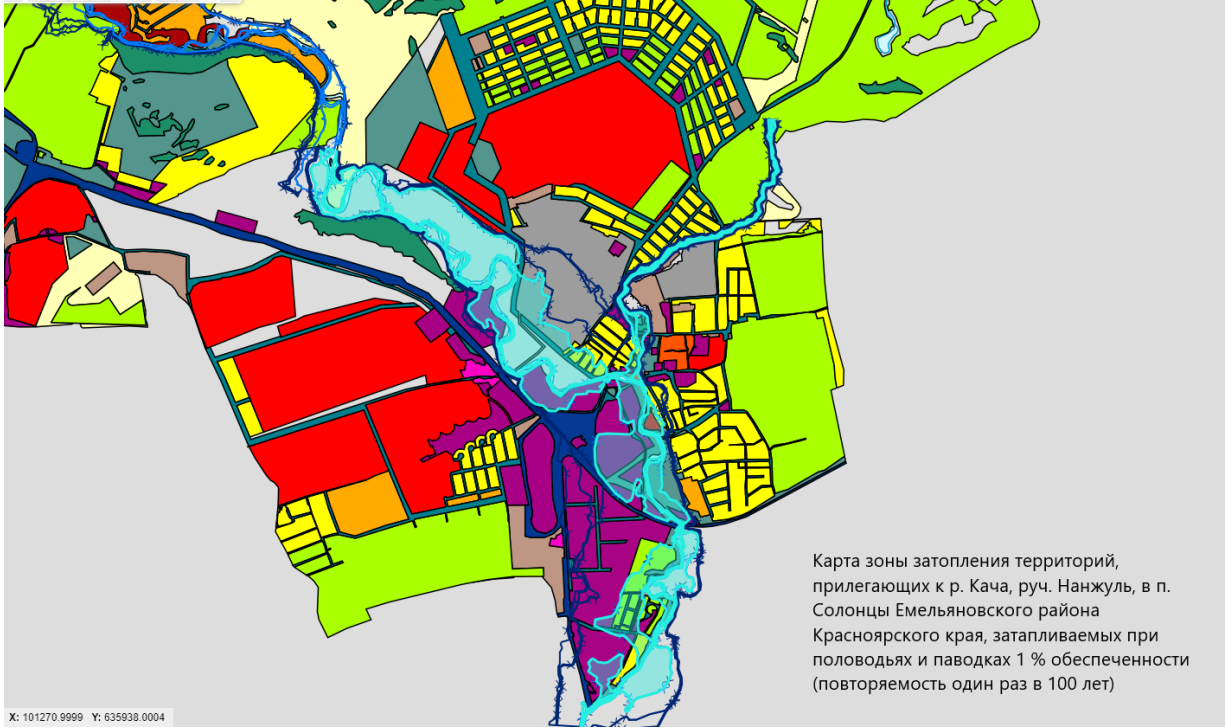 Карта зоны затопления территорий,
прилегающих к р. Кача, руч. Нанжуль, в п.
Солонцы Емельяновского района
Красноярского края, затапливаемых при
половодьях и паводках 1 % обеспеченности
(повторяемость один раз в 100 лет)
X: 101270.9999 Y: 635938.0004